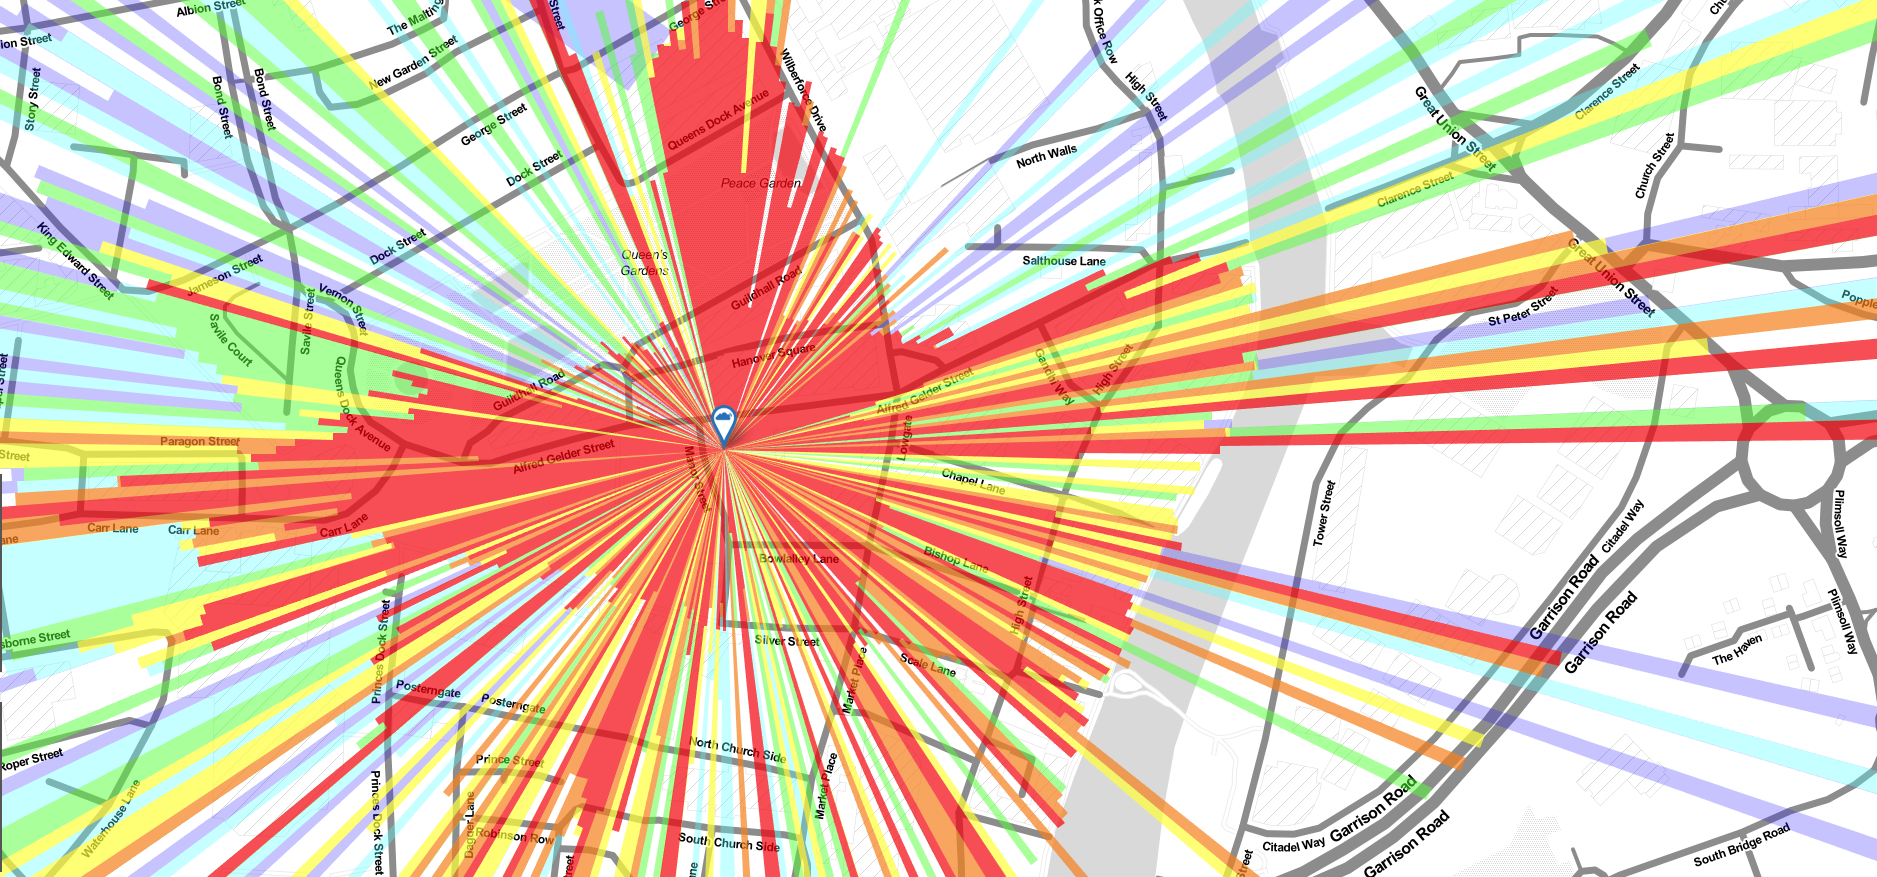 Albion Street
The Malting
Street
George Stre
k Office Row
ion Street
New Garden Street
Wilberforce Drive
High Street
Great Union Street
Clarence Street
Story Street
Bond Street
Bond Street
George Street
Queens Dock Avenue
Dock Street
North Walls
Church Street
Peace Garden
Clarence Street
King Edward Street
Jameson Street
Dock Street
Queen's
Gardens
Guildhall Road
Salthouse Lane
Great Union Street
Vernon Street
Savile Street
Savile Court
St Peter Street
Popple
Hanover Square
Queens Dock Avenue
Guildhall Road
Alfred Gelder Street
Gandhi Way
High Street
Paragon Street
Street
Alfred Gelder Street
Manor Street
Lowgate
Chapel Lane
Tower Street
Citadel Way
Plimsoll Way
Carr Lane
Carr Lane
Carr Lane
ane
Bowlalley Lane
Bishop Lane
High Street
Garrison Road
Garrison Road
Plimsoll Way
sborne Street
Princes Dock Street
Silver Street
Scale Lane
Market Place
The Haven
Posterngate
Posterngate
North Church Side
Roper Street
Prince Street
Market Place
Waterhouse Lane
Princes Dock Street
Dagger Lane
Robinson Row
South Church Side
Garrison Road
Citadel Way
Garrison Road
South Bridge Road
Street
reet
ne